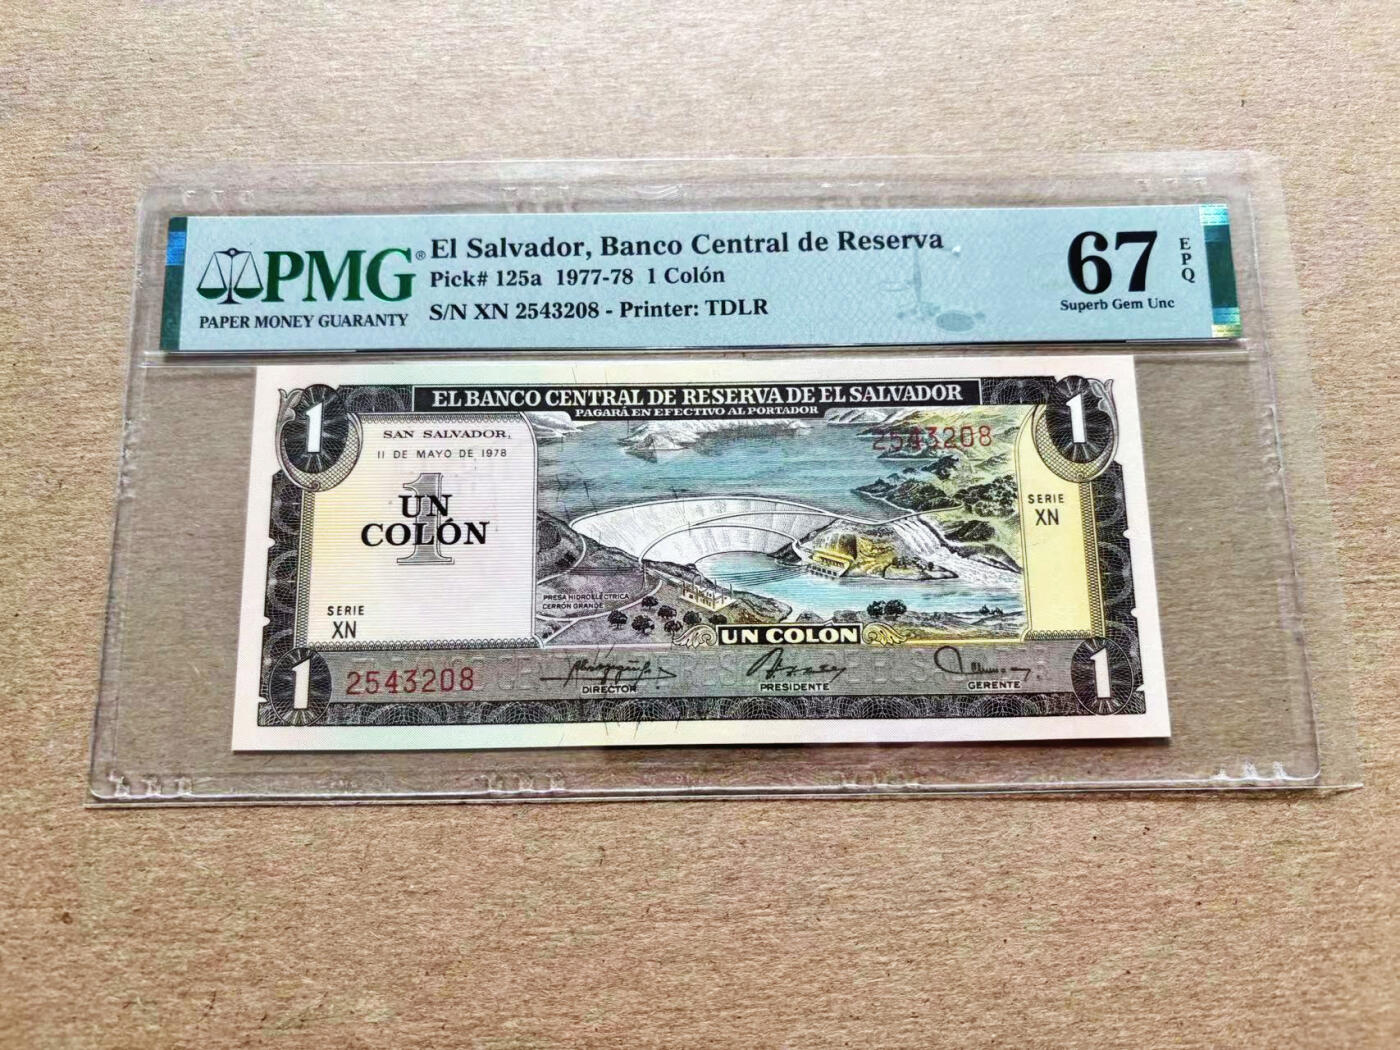 PMG®
PAPER MONEY GUARANTY
El Salvador, Banco Central de Reserva
Pick# 125a 1977-78 1 Colón
S/N XN 2543208 - Printer: TDLR
67
EPQ
Superb Gem Unc
1
EL BANCO CENTRAL DE RESERVA DE EL SALVADOR
1
PAGARÁ EN EFECTIVO AL PORTADOR
SAN SALVADOR,
11 DE MAYO DE 1978
2543208
1
UN
COLÓN
SERIE
XN
PRESA HIDROELÉCTRICA
CERRÓN GRANDE
SERIE
XN
UN COLON
1
2543208
DIRECTOR
PRESIDENTE
GERENTE
1